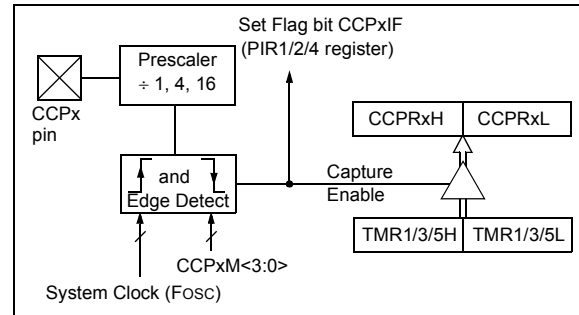 Set Flag bit CCPxIF
(PIR1/2/4 register)
Prescaler
÷ 1, 4, 16
CCPx
pin
CCPRxH
CCPRxL
and
Edge Detect
Capture
Enable
TMR1/3/5H
TMR1/3/5L
CCPxM<3:0>
System Clock (FOSC)